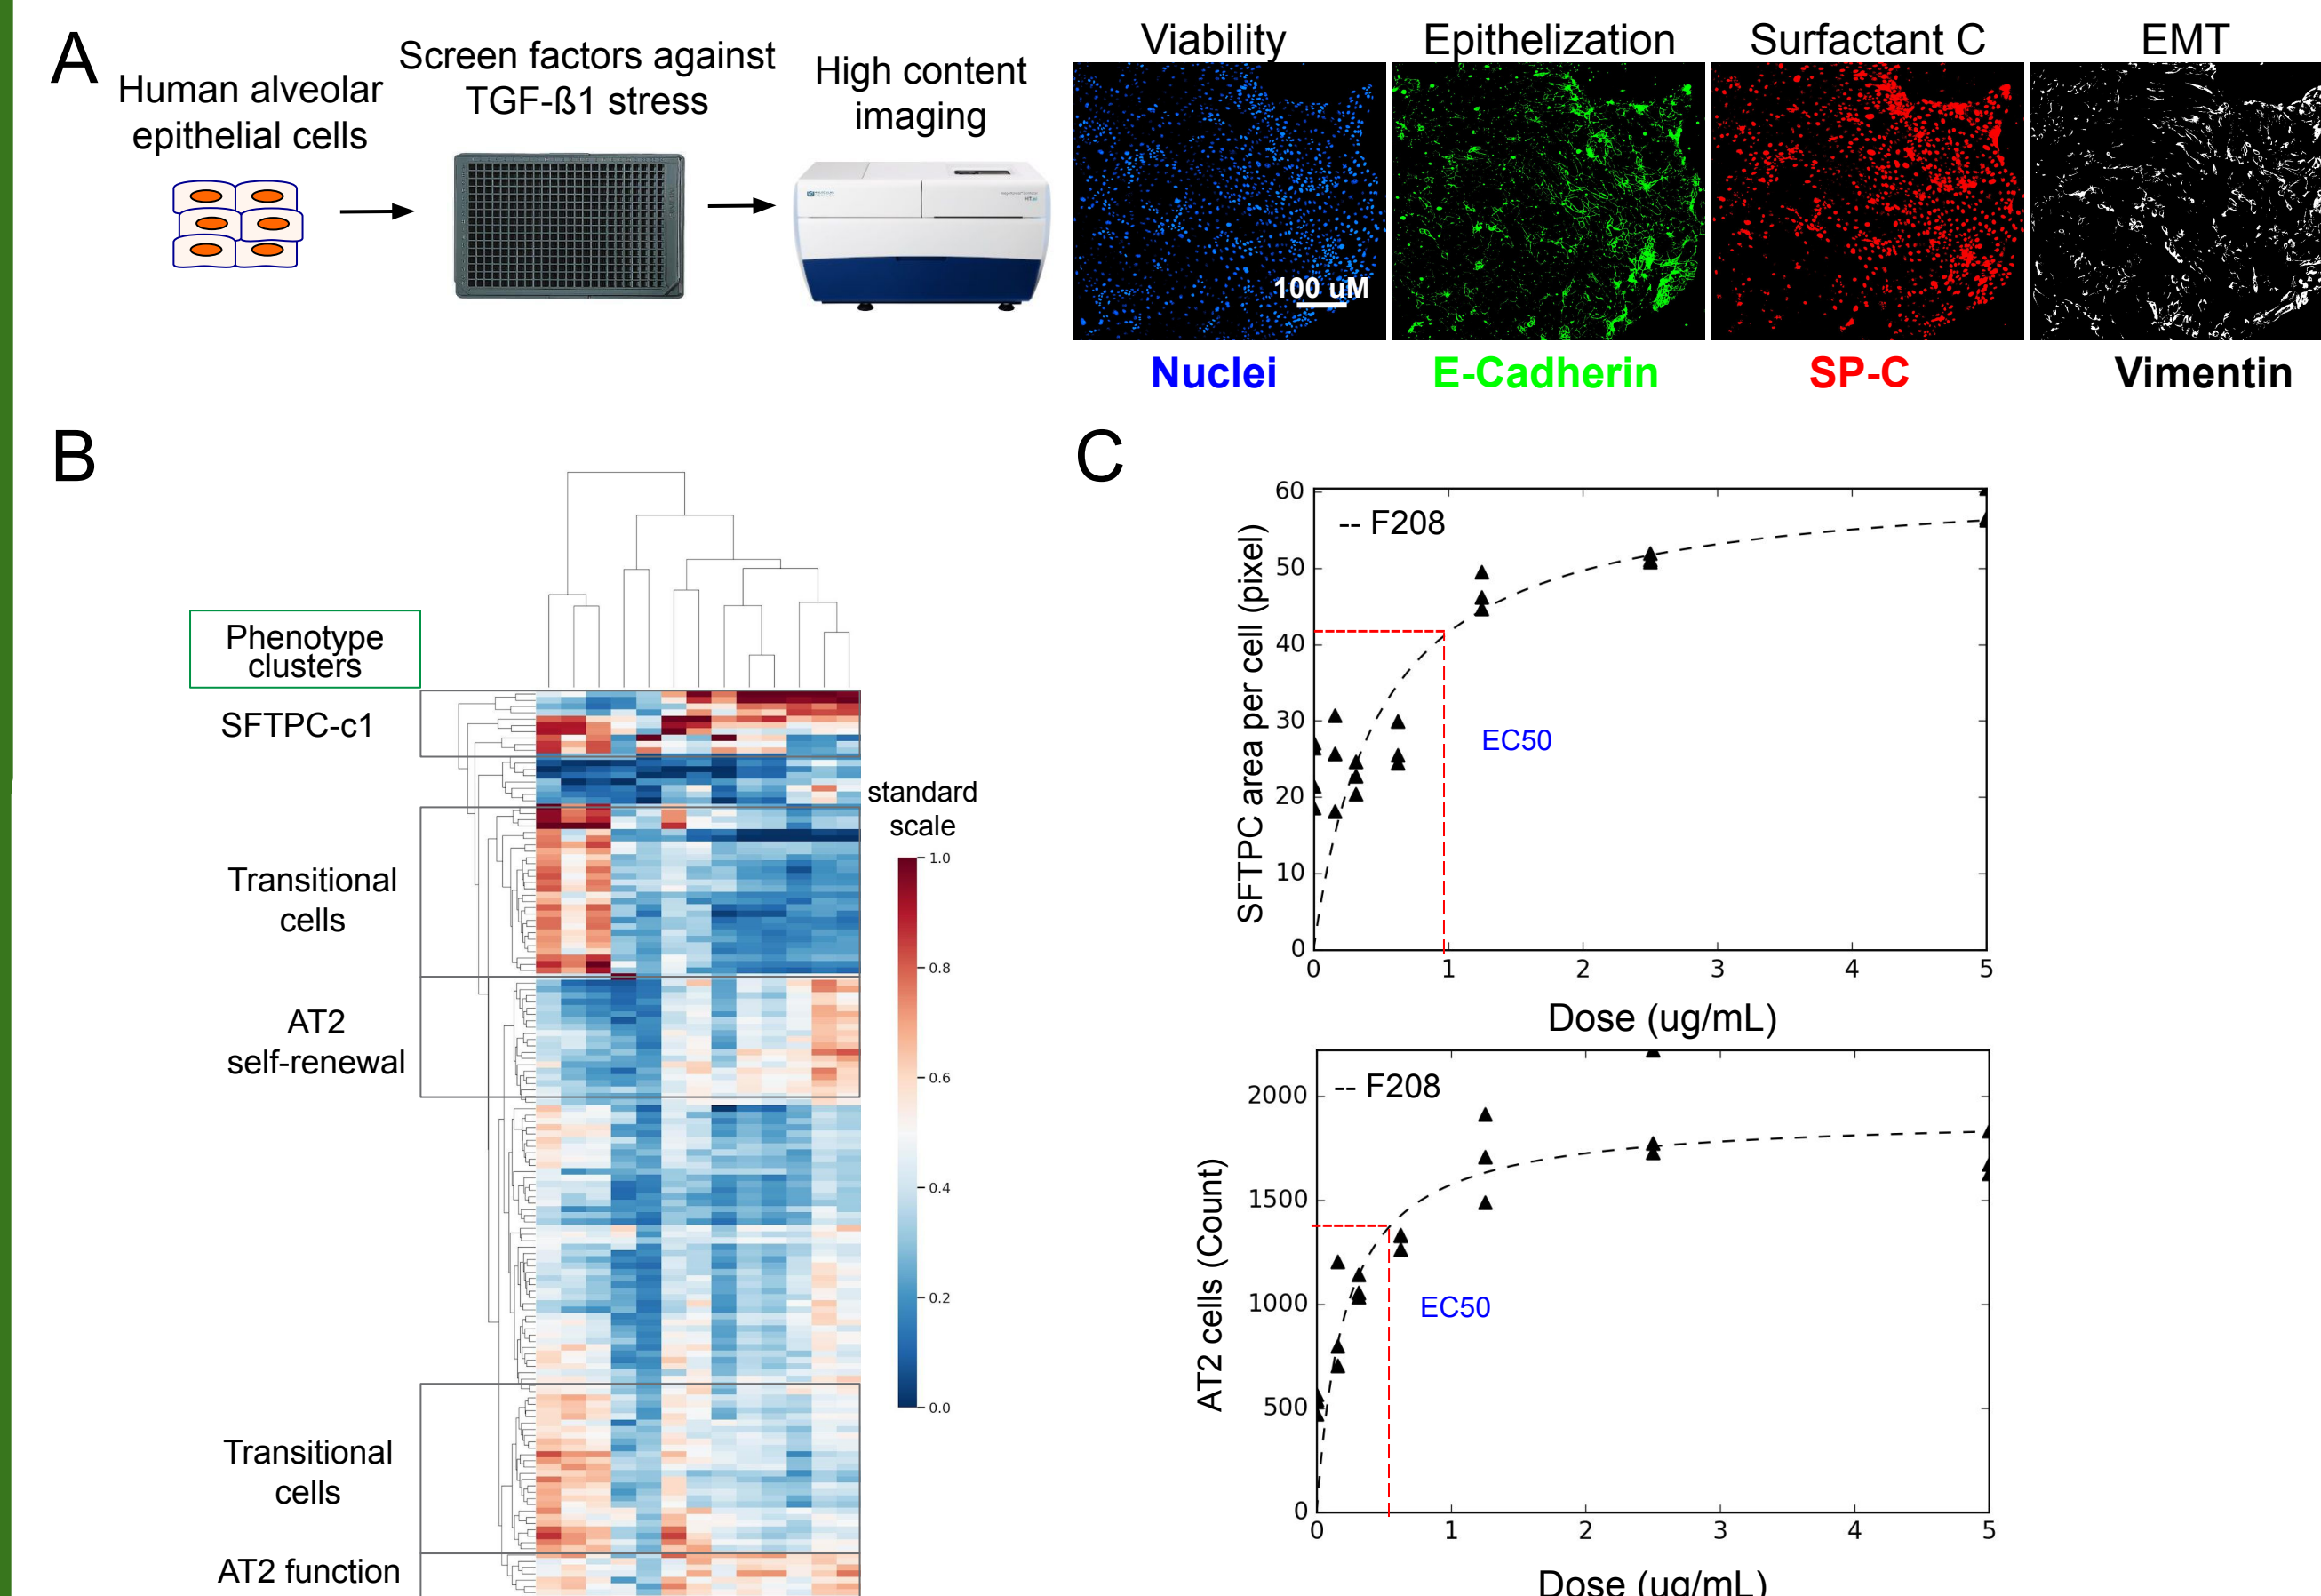 A
Human alveolar
epithelial cells
Screen factors against
TGF-ß1 stress
High content
imaging
Viability
Epithelization
Surfactant C
EMT
100 uM
Nuclei
E-Cadherin
SP-C
Vimentin
B
Phenotype
clusters
SFTPC-c1
Transitional
cells
AT2
self-renewal
Transitional
cells
AT2 function
standard
scale
1.0
0.8
0.6
0.4
0.2
0.0
C
SFTPC area per cell (pixel)
60
50
40
30
20
10
0
-- F208
EC50
0 1 2 3 4 5
Dose (ug/mL)
AT2 cells (Count)
2000
1500
1000
500
0
-- F208
EC50
0 1 2 3 4 5
Dose (ug/mL)